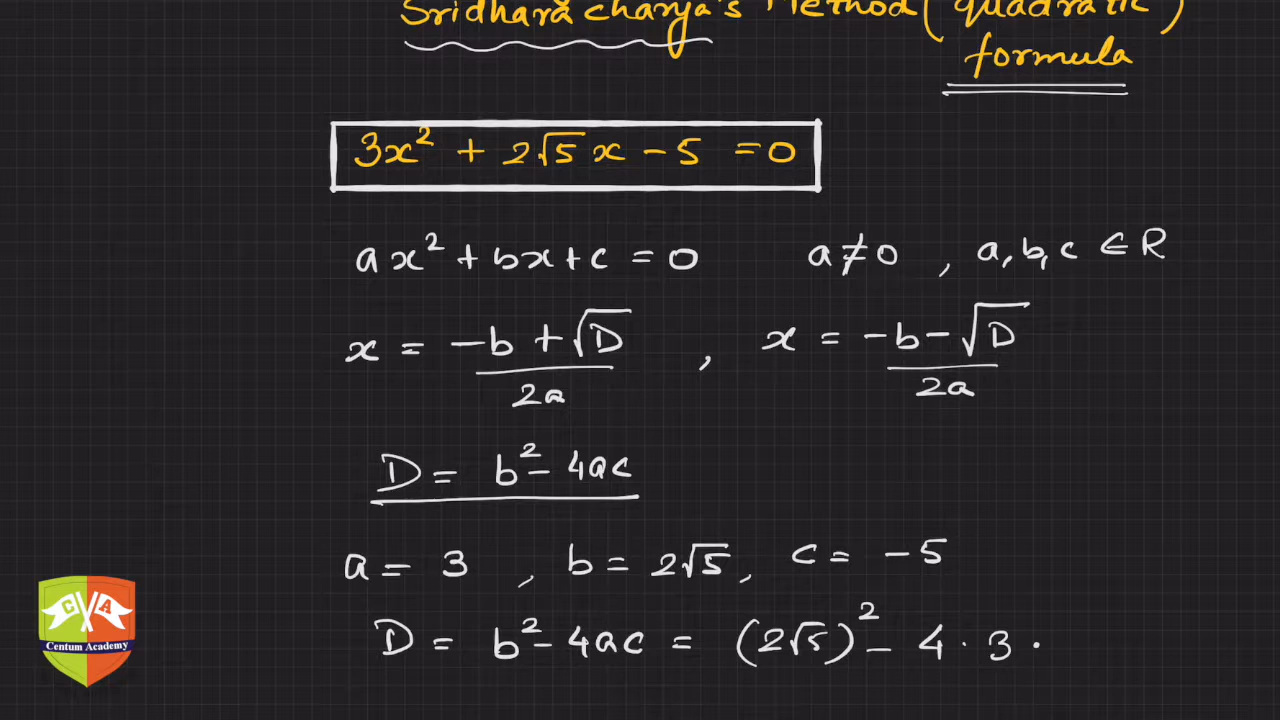 Sridharacharya's Method (quadratic
formula
3x² + 2√5 x - 5 = 0
ax² + bx + c = 0 a ≠ 0 , a, b, c ∈ R
x = -b + √D / 2a , x = -b - √D / 2a
D = b² - 4ac
a = 3 , b = 2√5, c = -5
D = b² - 4ac = (2√5)² - 4 · 3 ·
C A
Centum Academy